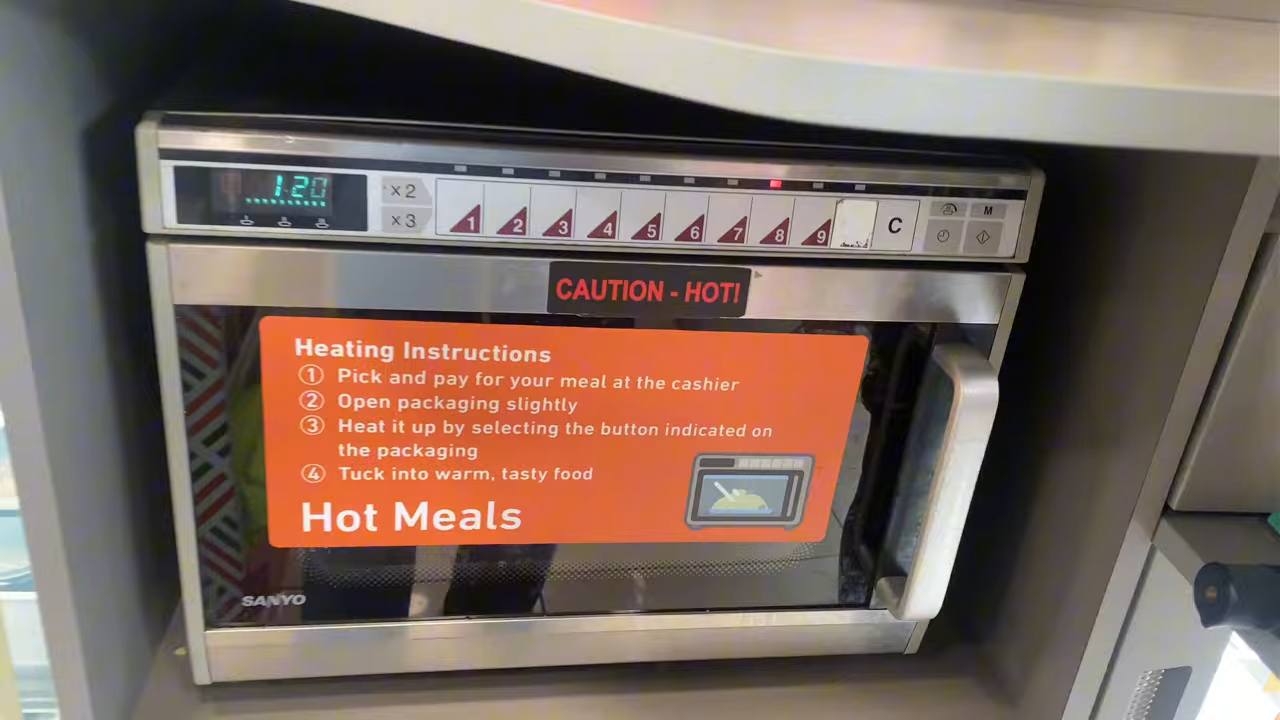 1:20
×2
×3
1 2 3 4 5 6 7 8 9 C
M
CAUTION - HOT!
Heating Instructions
1 Pick and pay for your meal at the cashier
2 Open packaging slightly
3 Heat it up by selecting the button indicated on
the packaging
4 Tuck into warm, tasty food
Hot Meals
SANYO